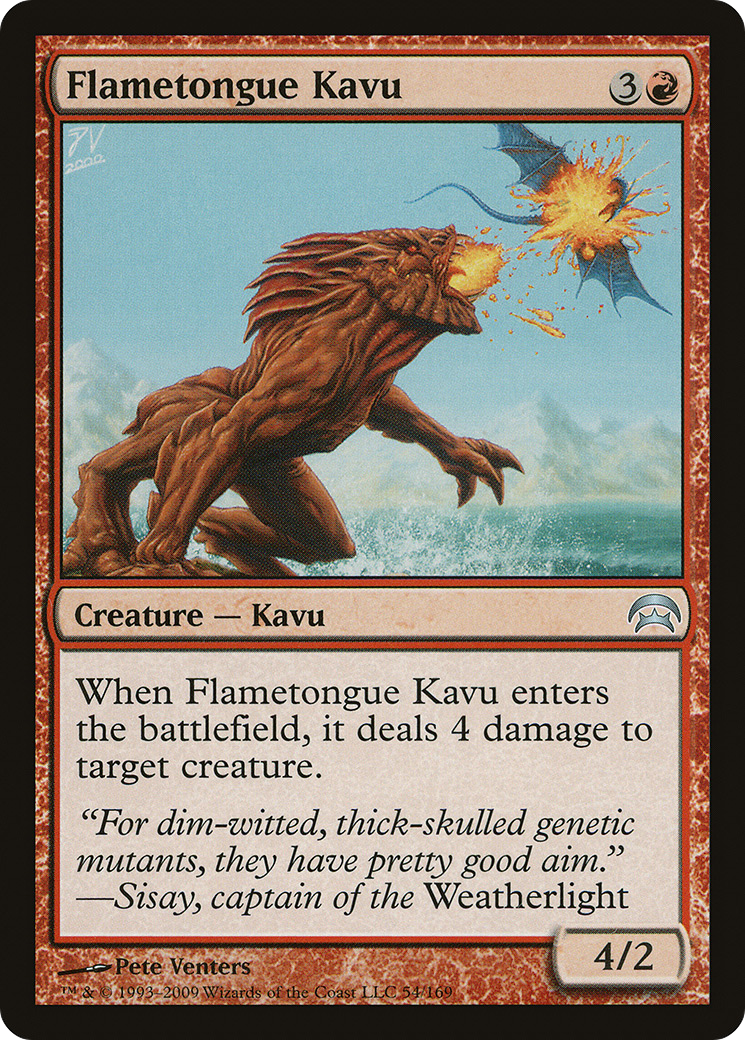 Flametongue Kavu 3
PV
2000
Creature — Kavu
When Flametongue Kavu enters
the battlefield, it deals 4 damage to
target creature.
“For dim-witted, thick-skulled genetic
mutants, they have pretty good aim.”
—Sisay, captain of the Weatherlight
4/2
Pete Venters
™ & © 1993–2009 Wizards of the Coast LLC 54/169